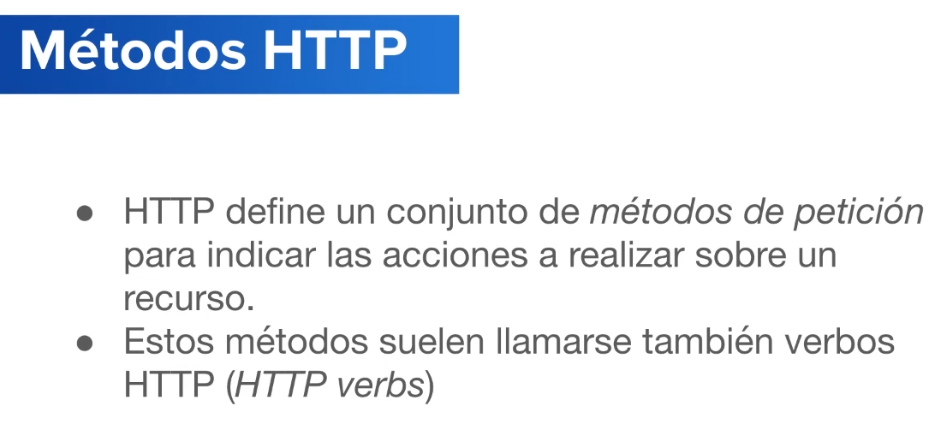 Métodos HTTP
● HTTP define un conjunto de métodos de petición
para indicar las acciones a realizar sobre un
recurso.
● Estos métodos suelen llamarse también verbos
HTTP (HTTP verbs)